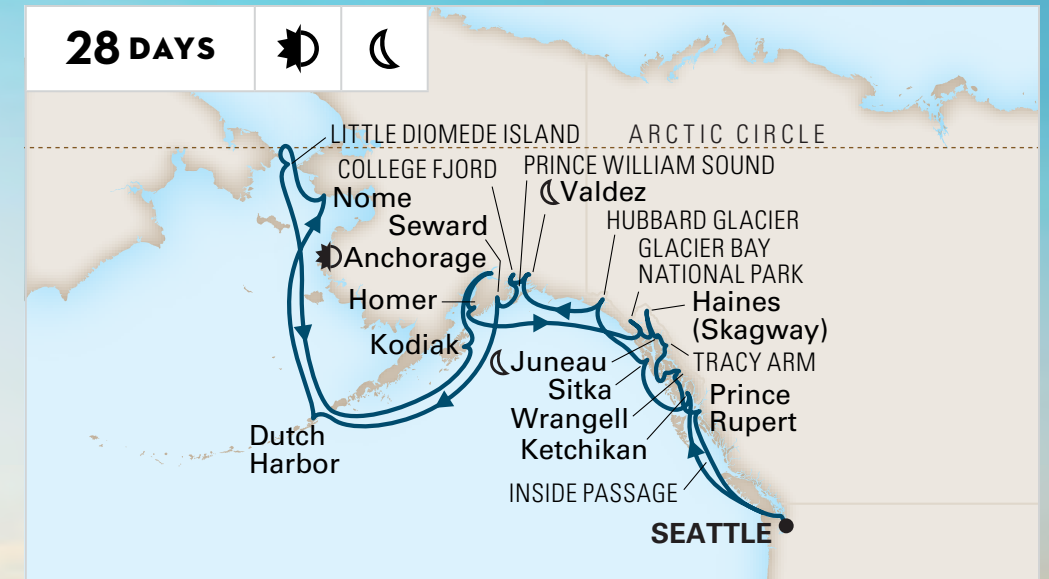 28 DAYS
LITTLE DIOMEDE ISLAND
ARCTIC CIRCLE
COLLEGE FJORD
PRINCE WILLIAM SOUND
Nome
Valdez
Seward
HUBBARD GLACIER
Anchorage
GLACIER BAY
NATIONAL PARK
Homer
Haines
(Skagway)
Kodiak
Juneau
TRACY ARM
Sitka
Prince
Rupert
Wrangell
Ketchikan
Dutch
Harbor
INSIDE PASSAGE
SEATTLE